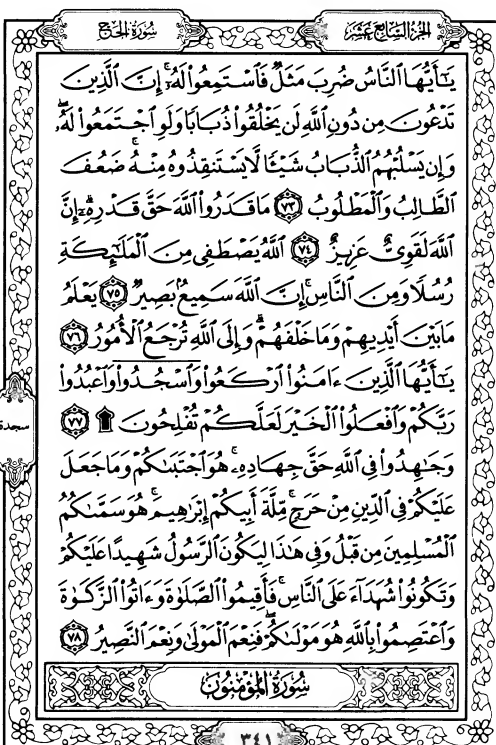 الجزء السابع عشر
سورة الحج
يَٰٓأَيُّهَا ٱلنَّاسُ ضُرِبَ مَثَلٌ فَٱسْتَمِعُوا۟ لَهُۥٓ ۚ إِنَّ ٱلَّذِينَ
تَدْعُونَ مِن دُونِ ٱللَّهِ لَن يَخْلُقُوا۟ ذُبَابًا وَلَوِ ٱجْتَمَعُوا۟ لَهُۥ ۖ
وَإِن يَسْلُبْهُمُ ٱلذُّبَابُ شَيْـًٔا لَّا يَسْتَنقِذُوهُ مِنْهُ ۚ ضَعُفَ
ٱلطَّالِبُ وَٱلْمَطْلُوبُ ٧٣ مَا قَدَرُوا۟ ٱللَّهَ حَقَّ قَدْرِهِۦٓ ۗ إِنَّ
ٱللَّهَ لَقَوِىٌّ عَزِيزٌ ٧٤ ٱللَّهُ يَصْطَفِى مِنَ ٱلْمَلَٰٓئِكَةِ
رُسُلًا وَمِنَ ٱلنَّاسِ ۚ إِنَّ ٱللَّهَ سَمِيعٌۢ بَصِيرٌ ٧٥ يَعْلَمُ
مَا بَيْنَ أَيْدِيهِمْ وَمَا خَلْفَهُمْ ۗ وَإِلَى ٱللَّهِ تُرْجَعُ ٱلْأُمُورُ ٧٦
يَٰٓأَيُّهَا ٱلَّذِينَ ءَامَنُوا۟ ٱرْكَعُوا۟ وَٱسْجُدُوا۟ وَٱعْبُدُوا۟
رَبَّكُمْ وَٱفْعَلُوا۟ ٱلْخَيْرَ لَعَلَّكُمْ تُفْلِحُونَ ۩ ٧٧
سجدة
وَجَٰهِدُوا۟ فِى ٱللَّهِ حَقَّ جِهَادِهِۦ ۚ هُوَ ٱجْتَبَىٰكُمْ وَمَا جَعَلَ
عَلَيْكُمْ فِى ٱلدِّينِ مِنْ حَرَجٍ ۚ مِّلَّةَ أَبِيكُمْ إِبْرَٰهِيمَ ۚ هُوَ سَمَّىٰكُمُ
ٱلْمُسْلِمِينَ مِن قَبْلُ وَفِى هَٰذَا لِيَكُونَ ٱلرَّسُولُ شَهِيدًا عَلَيْكُمْ
وَتَكُونُوا۟ شُهَدَآءَ عَلَى ٱلنَّاسِ ۚ فَأَقِيمُوا۟ ٱلصَّلَوٰةَ وَءَاتُوا۟ ٱلزَّكَوٰةَ
وَٱعْتَصِمُوا۟ بِٱللَّهِ هُوَ مَوْلَىٰكُمْ ۖ فَنِعْمَ ٱلْمَوْلَىٰ وَنِعْمَ ٱلنَّصِيرُ ٧٨
سورة المؤمنون
٣٤١